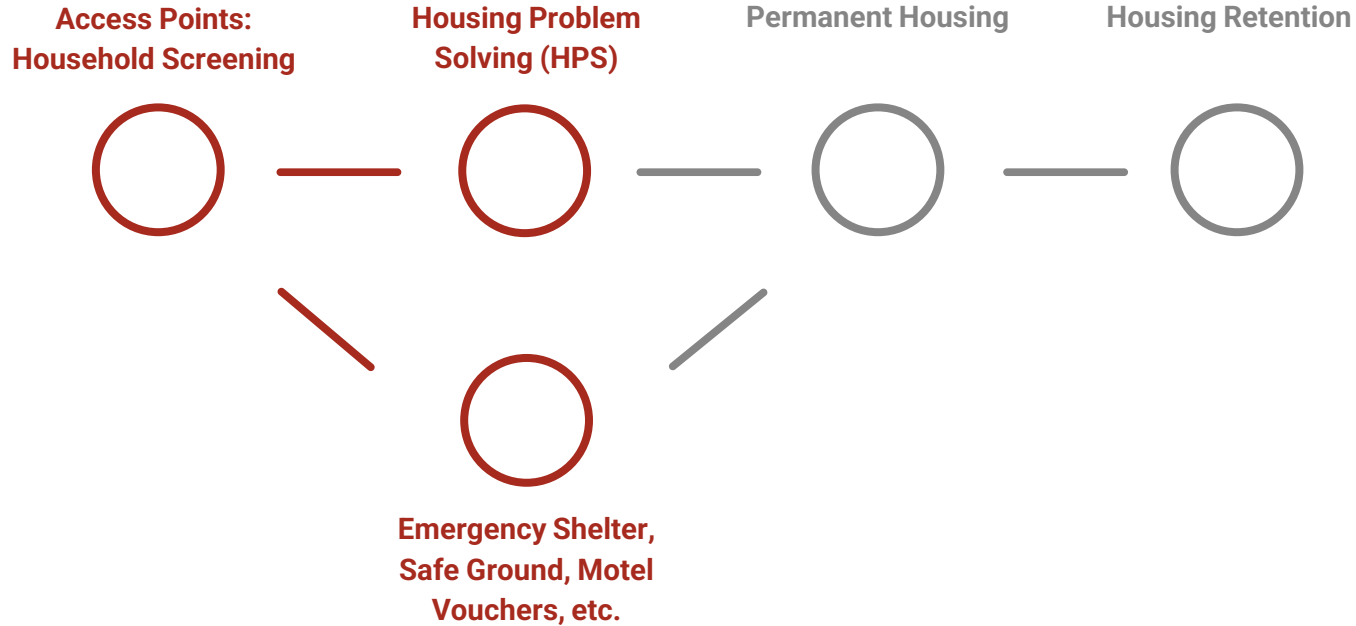 Access Points:
Household Screening
Housing Problem
Solving (HPS)
Permanent Housing
Housing Retention
Emergency Shelter,
Safe Ground, Motel
Vouchers, etc.